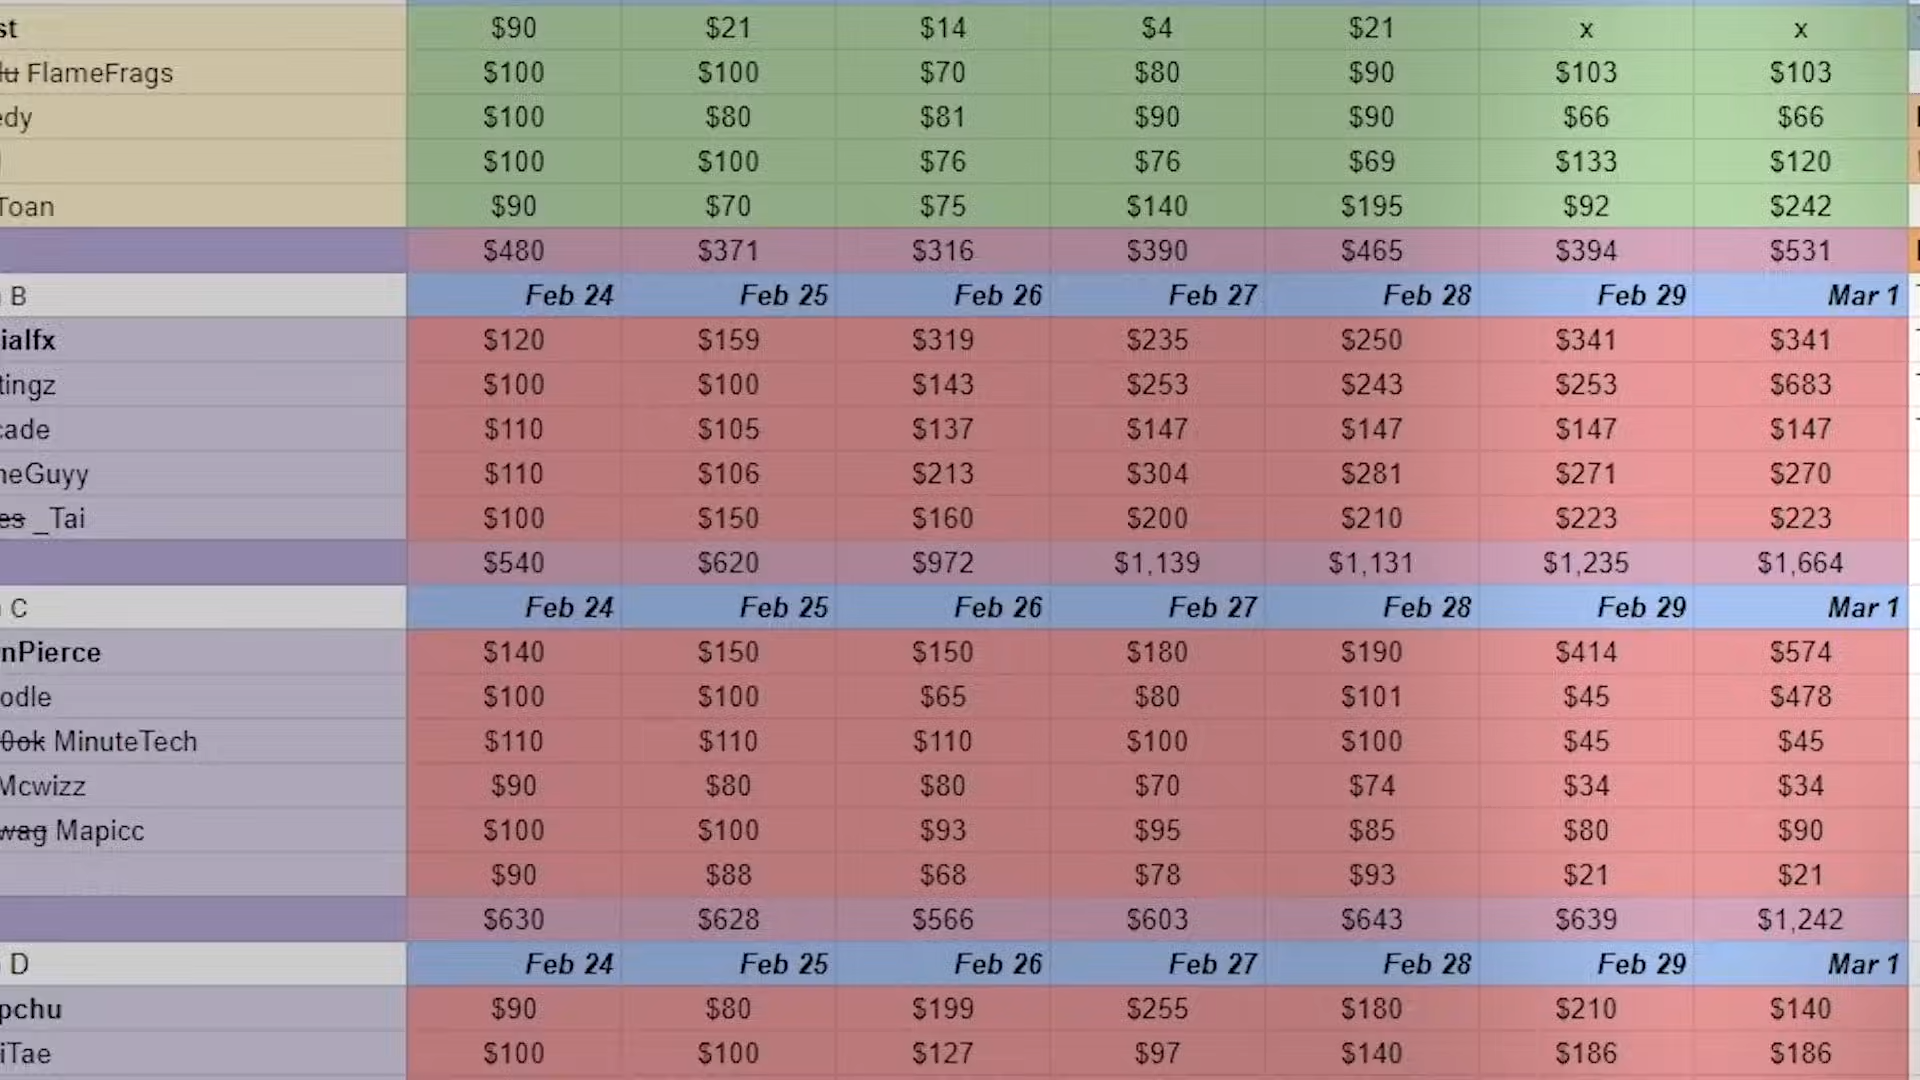 st $90 $21 $14 $4 $21 x x
lu FlameFrags $100 $100 $70 $80 $90 $103 $103
edy $100 $80 $81 $90 $90 $66 $66
$100 $100 $76 $76 $69 $133 $120
Toan $90 $70 $75 $140 $195 $92 $242
$480 $371 $316 $390 $465 $394 $531
B Feb 24 Feb 25 Feb 26 Feb 27 Feb 28 Feb 29 Mar 1
ialfx $120 $159 $319 $235 $250 $341 $341
tingz $100 $100 $143 $253 $243 $253 $683
cade $110 $105 $137 $147 $147 $147 $147
neGuyy $110 $106 $213 $304 $281 $271 $270
es _Tai $100 $150 $160 $200 $210 $223 $223
$540 $620 $972 $1,139 $1,131 $1,235 $1,664
C Feb 24 Feb 25 Feb 26 Feb 27 Feb 28 Feb 29 Mar 1
nPierce $140 $150 $150 $180 $190 $414 $574
odle $100 $100 $65 $80 $101 $45 $478
0ok MinuteTech $110 $110 $110 $100 $100 $45 $45
Mcwizz $90 $80 $80 $70 $74 $34 $34
wag Mapicc $100 $100 $93 $95 $85 $80 $90
$90 $88 $68 $78 $93 $21 $21
$630 $628 $566 $603 $643 $639 $1,242
D Feb 24 Feb 25 Feb 26 Feb 27 Feb 28 Feb 29 Mar 1
pchu $90 $80 $199 $255 $180 $210 $140
iTae $100 $100 $127 $97 $140 $186 $186